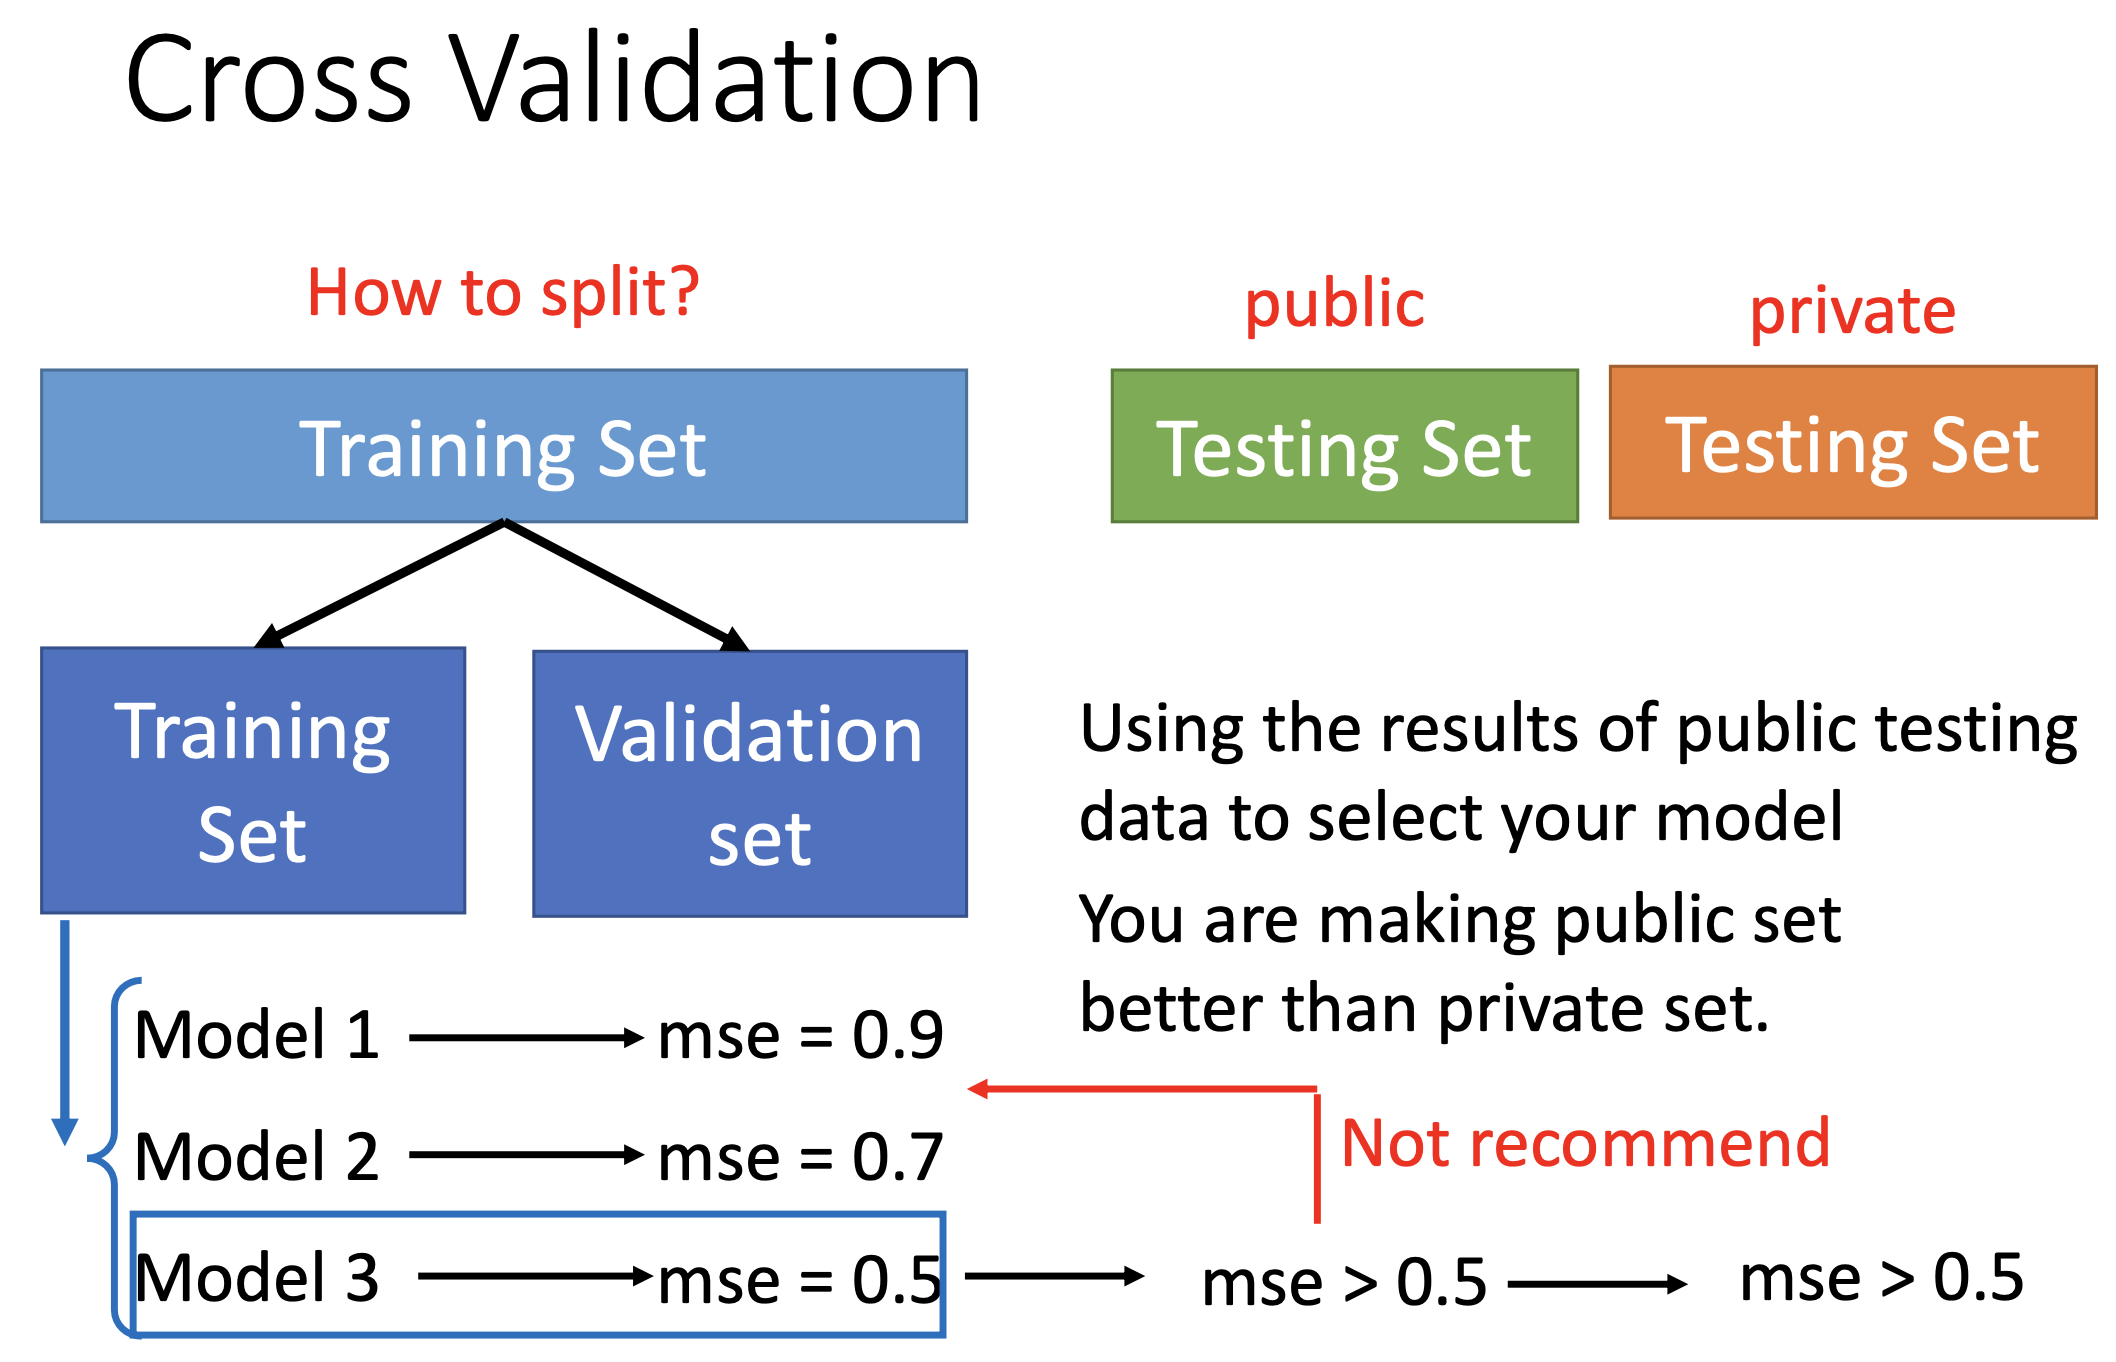 Cross Validation
How to split?
public
private
Training Set
Testing Set
Testing Set
Training
Set
Validation
set
Using the results of public testing
data to select your model
You are making public set
better than private set.
Model 1
mse = 0.9
Model 2
mse = 0.7
Not recommend
Model 3
mse = 0.5
mse > 0.5
mse > 0.5